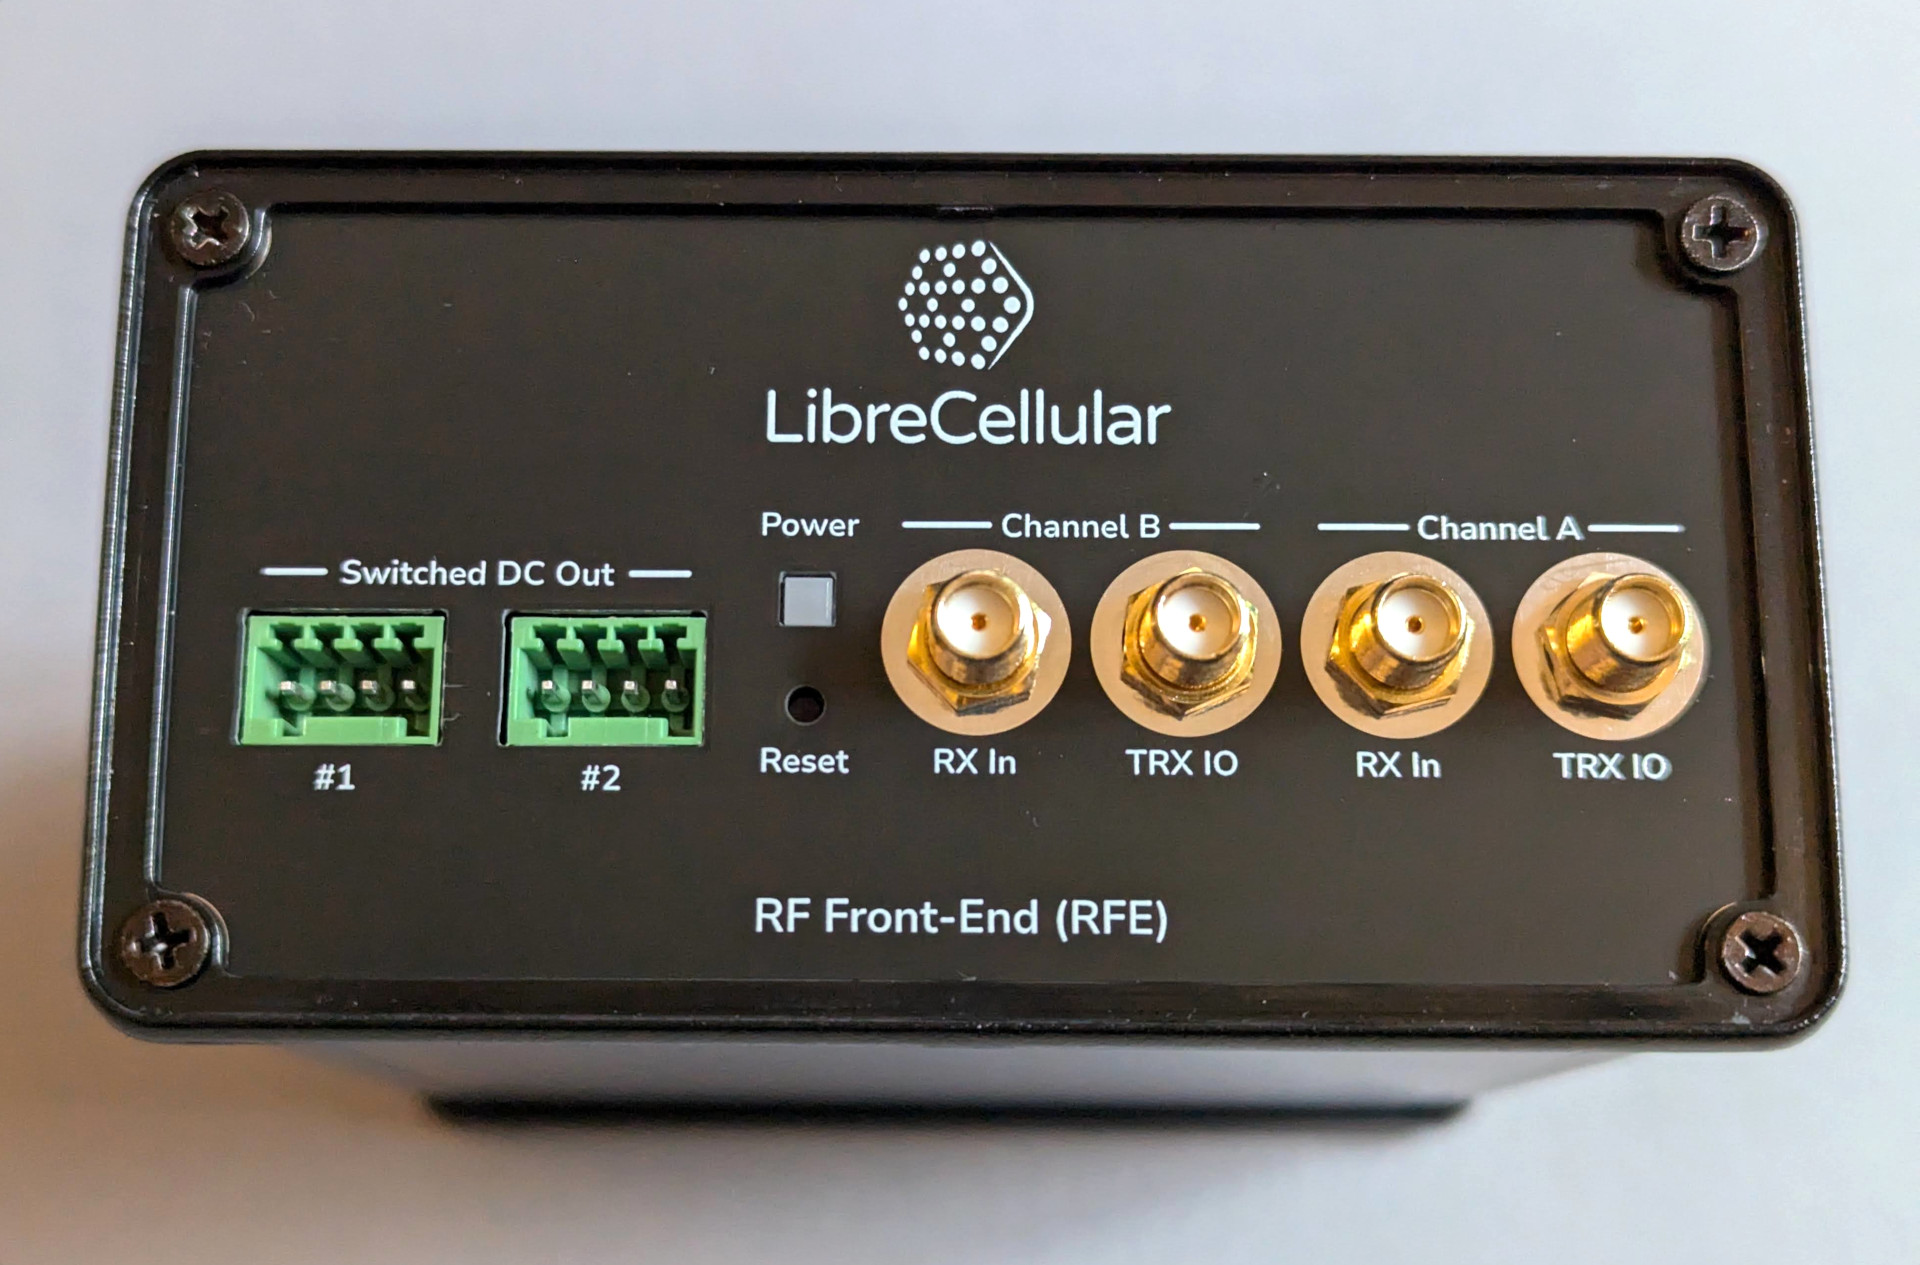 LibreCellular
Power
Channel B
Channel A
Switched DC Out
#1
#2
Reset
RX In
TRX IO
RX In
TRX IO
RF Front-End (RFE)